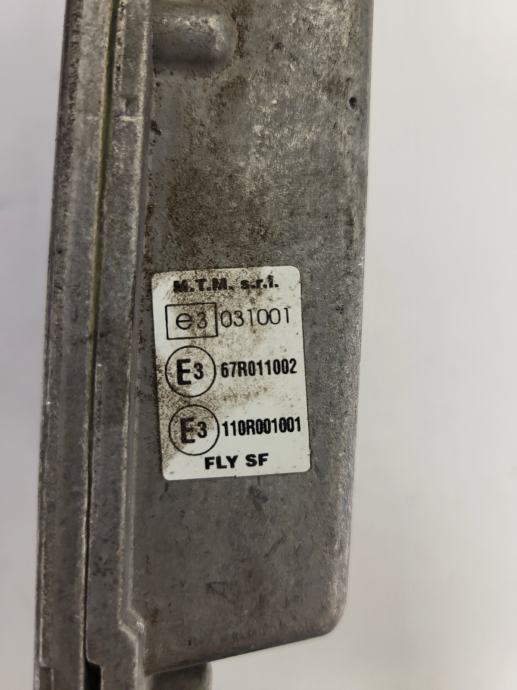 M.T.M. s.r.l.
e3 031001
E3 67R011002
E3 110R001001
FLY SF